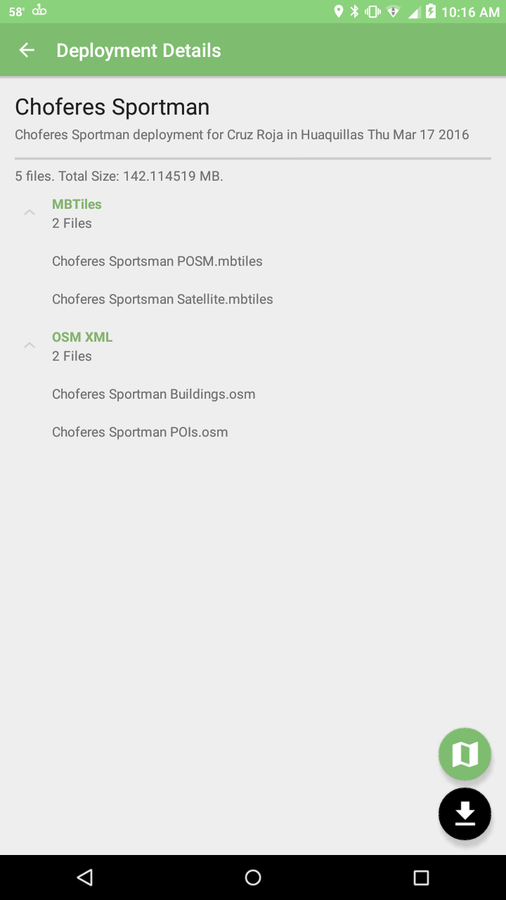 58°
10:16 AM
Deployment Details
Choferes Sportman
Choferes Sportman deployment for Cruz Roja in Huaquillas Thu Mar 17 2016
5 files. Total Size: 142.114519 MB.
MBTiles
2 Files
Choferes Sportsman POSM.mbtiles
Choferes Sportsman Satellite.mbtiles
OSM XML
2 Files
Choferes Sportman Buildings.osm
Choferes Sportman POIs.osm